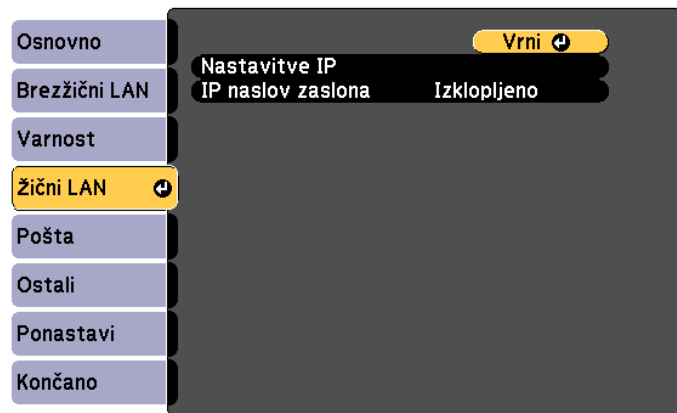 Osnovno
Brezžični LAN
Varnost
Žični LAN
Pošta
Ostali
Ponastavi
Končano
Vrni
Nastavitve IP
IP naslov zaslona Izklopljeno